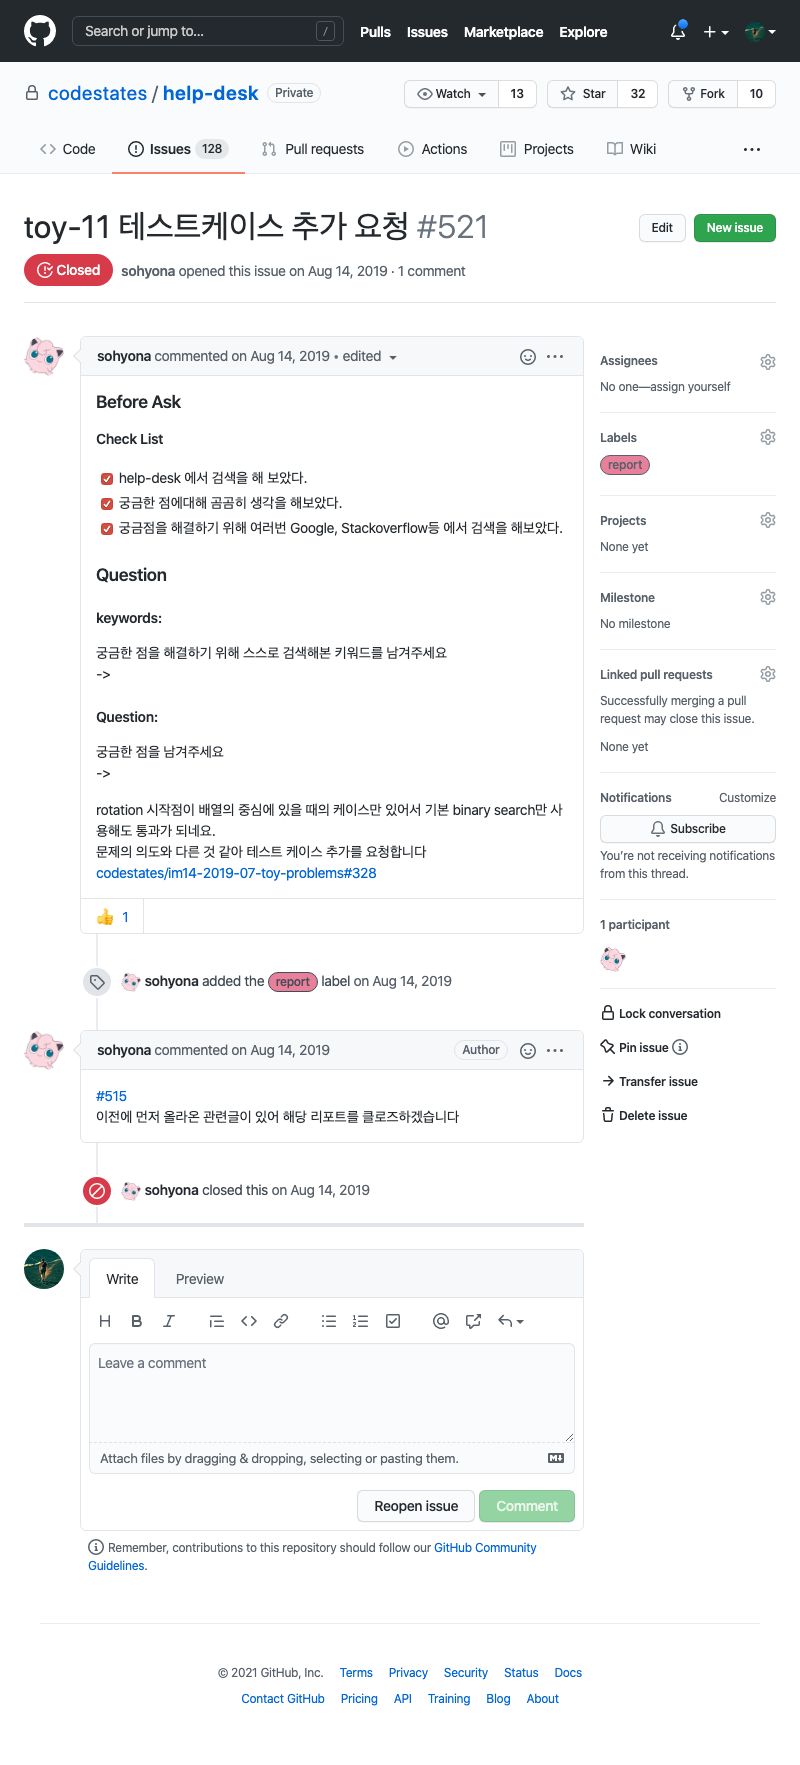 Search or jump to... /
Pulls Issues Marketplace Explore
codestates / help-desk Private
Watch 13 Star 32 Fork 10
Code Issues 128 Pull requests Actions Projects Wiki
toy-11 테스트케이스 추가 요청 #521
Edit New issue
Closed sohyona opened this issue on Aug 14, 2019 · 1 comment
sohyona commented on Aug 14, 2019 • edited
Before Ask
Check List
help-desk 에서 검색을 해 보았다.
궁금한 점에대해 곰곰히 생각을 해보았다.
궁금점을 해결하기 위해 여러번 Google, Stackoverflow등 에서 검색을 해보았다.
Question
keywords:
궁금한 점을 해결하기 위해 스스로 검색해본 키워드를 남겨주세요
->
Question:
궁금한 점을 남겨주세요
->
rotation 시작점이 배열의 중심에 있을 때의 케이스만 있어서 기본 binary search만 사
용해도 통과가 되네요.
문제의 의도와 다른 것 같아 테스트 케이스 추가를 요청합니다
codestates/im14-2019-07-toy-problems#328
👍 1
sohyona added the report label on Aug 14, 2019
sohyona commented on Aug 14, 2019 Author
#515
이전에 먼저 올라온 관련글이 있어 해당 리포트를 클로즈하겠습니다
sohyona closed this on Aug 14, 2019
Write Preview
H B I @
Leave a comment
Attach files by dragging & dropping, selecting or pasting them.
Reopen issue Comment
Remember, contributions to this repository should follow our GitHub Community
Guidelines.
Assignees
No one—assign yourself
Labels
report
Projects
None yet
Milestone
No milestone
Linked pull requests
Successfully merging a pull
request may close this issue.
None yet
Notifications Customize
Subscribe
You're not receiving notifications
from this thread.
1 participant
Lock conversation
Pin issue
Transfer issue
Delete issue
© 2021 GitHub, Inc. Terms Privacy Security Status Docs
Contact GitHub Pricing API Training Blog About